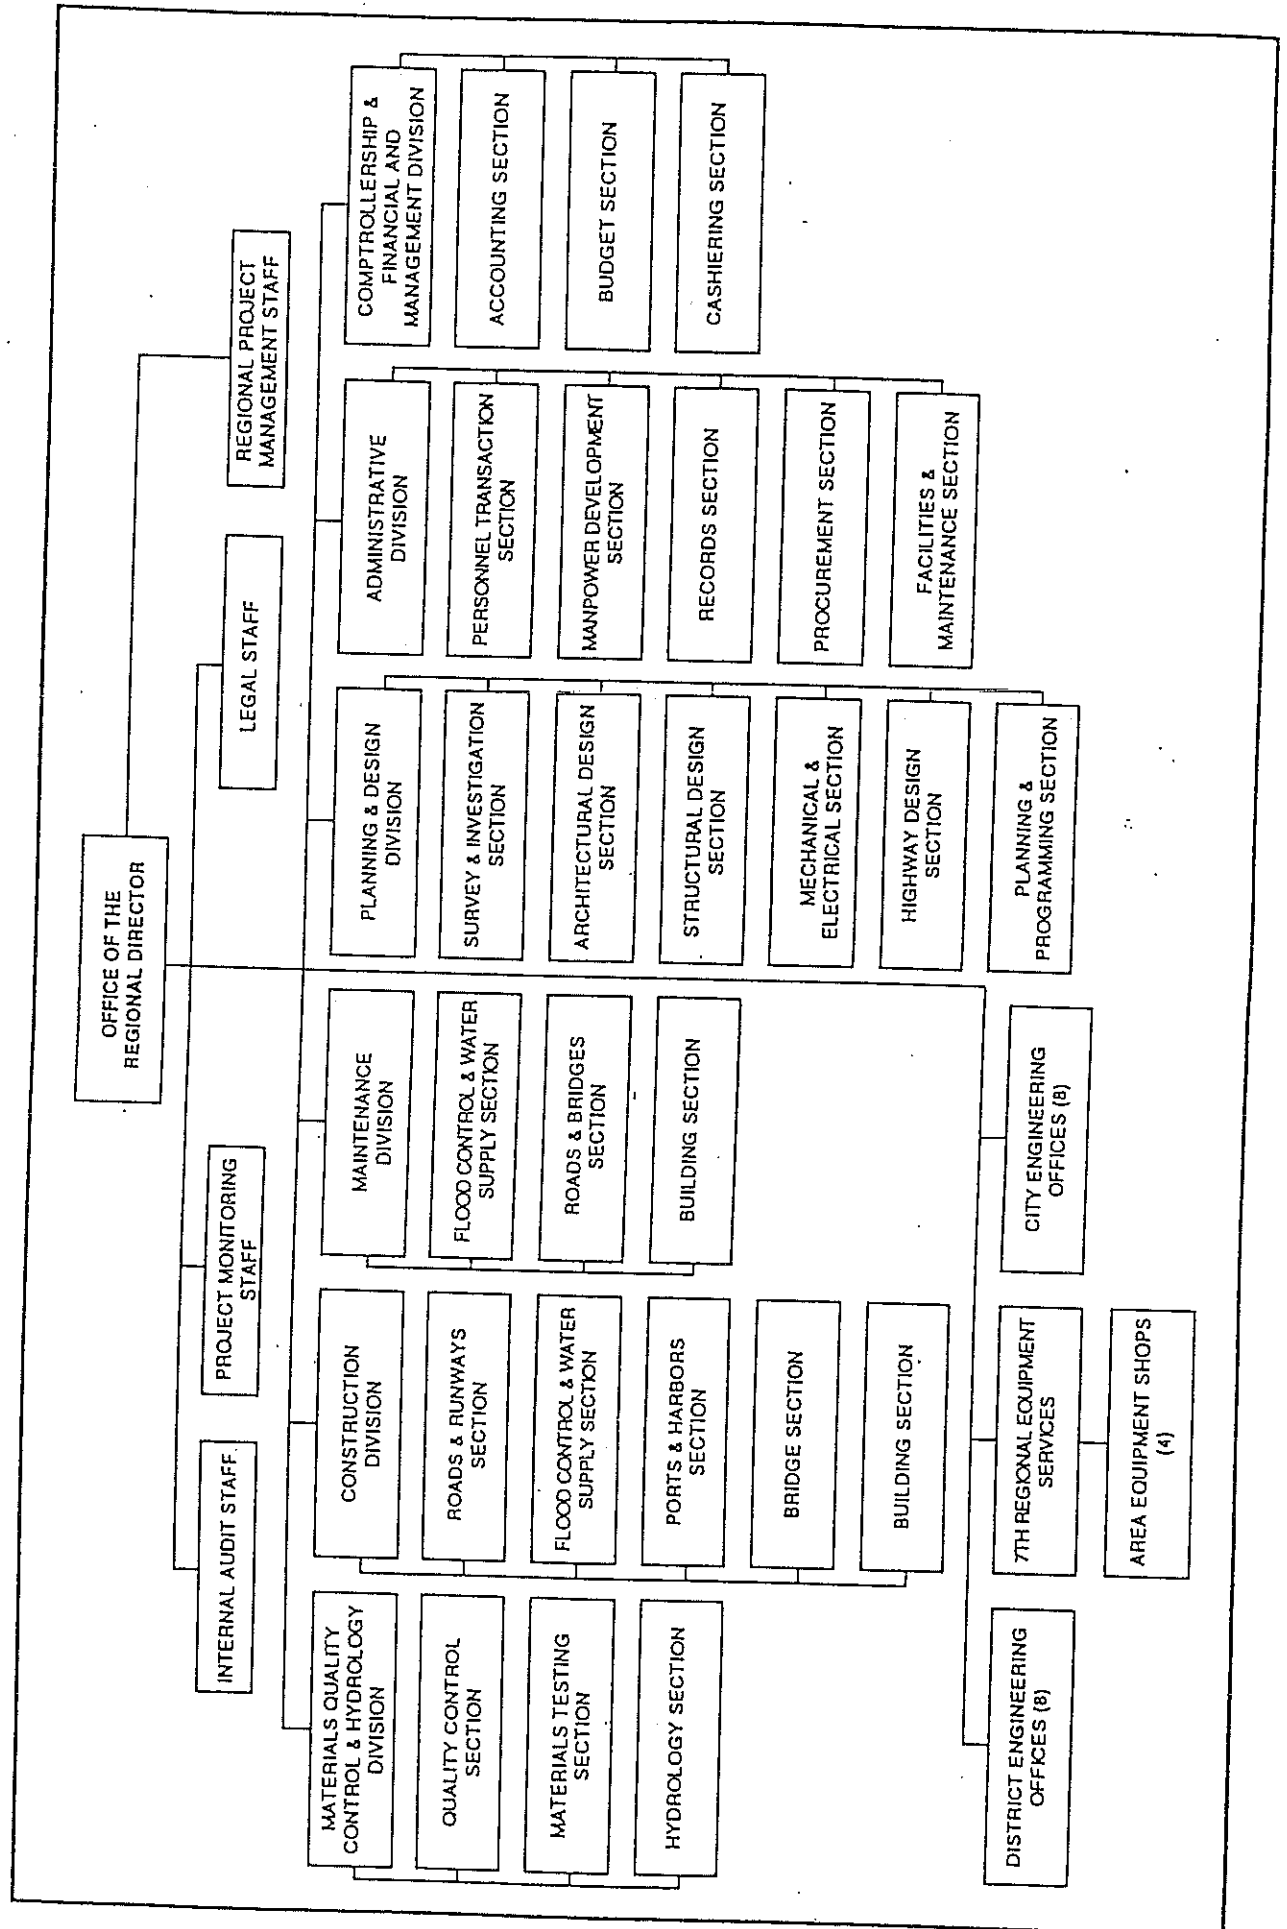 OFFICE OF THE
REGIONAL DIRECTOR
INTERNAL AUDIT STAFF
PROJECT MONITORING
STAFF
LEGAL STAFF
REGIONAL PROJECT
MANAGEMENT STAFF
MATERIALS QUALITY
CONTROL & HYDROLOGY
DIVISION
QUALITY CONTROL
SECTION
MATERIALS TESTING
SECTION
HYDROLOGY SECTION
CONSTRUCTION
DIVISION
ROADS & RUNWAYS
SECTION
FLOOD CONTROL & WATER
SUPPLY SECTION
PORTS & HARBORS
SECTION
BRIDGE SECTION
BUILDING SECTION
MAINTENANCE
DIVISION
FLOOD CONTROL & WATER
SUPPLY SECTION
ROADS & BRIDGES
SECTION
BUILDING SECTION
PLANNING & DESIGN
DIVISION
SURVEY & INVESTIGATION
SECTION
ARCHITECTURAL DESIGN
SECTION
STRUCTURAL DESIGN
SECTION
MECHANICAL &
ELECTRICAL SECTION
HIGHWAY DESIGN
SECTION
PLANNING &
PROGRAMMING SECTION
ADMINISTRATIVE
DIVISION
PERSONNEL TRANSACTION
SECTION
MANPOWER DEVELOPMENT
SECTION
RECORDS SECTION
PROCUREMENT SECTION
FACILITIES &
MAINTENANCE SECTION
COMPTROLLERSHIP &
FINANCIAL AND
MANAGEMENT DIVISION
ACCOUNTING SECTION
BUDGET SECTION
CASHIERING SECTION
DISTRICT ENGINEERING
OFFICES (8)
7TH REGIONAL EQUIPMENT
SERVICES
AREA EQUIPMENT SHOPS
(4)
CITY ENGINEERING
OFFICES (8)